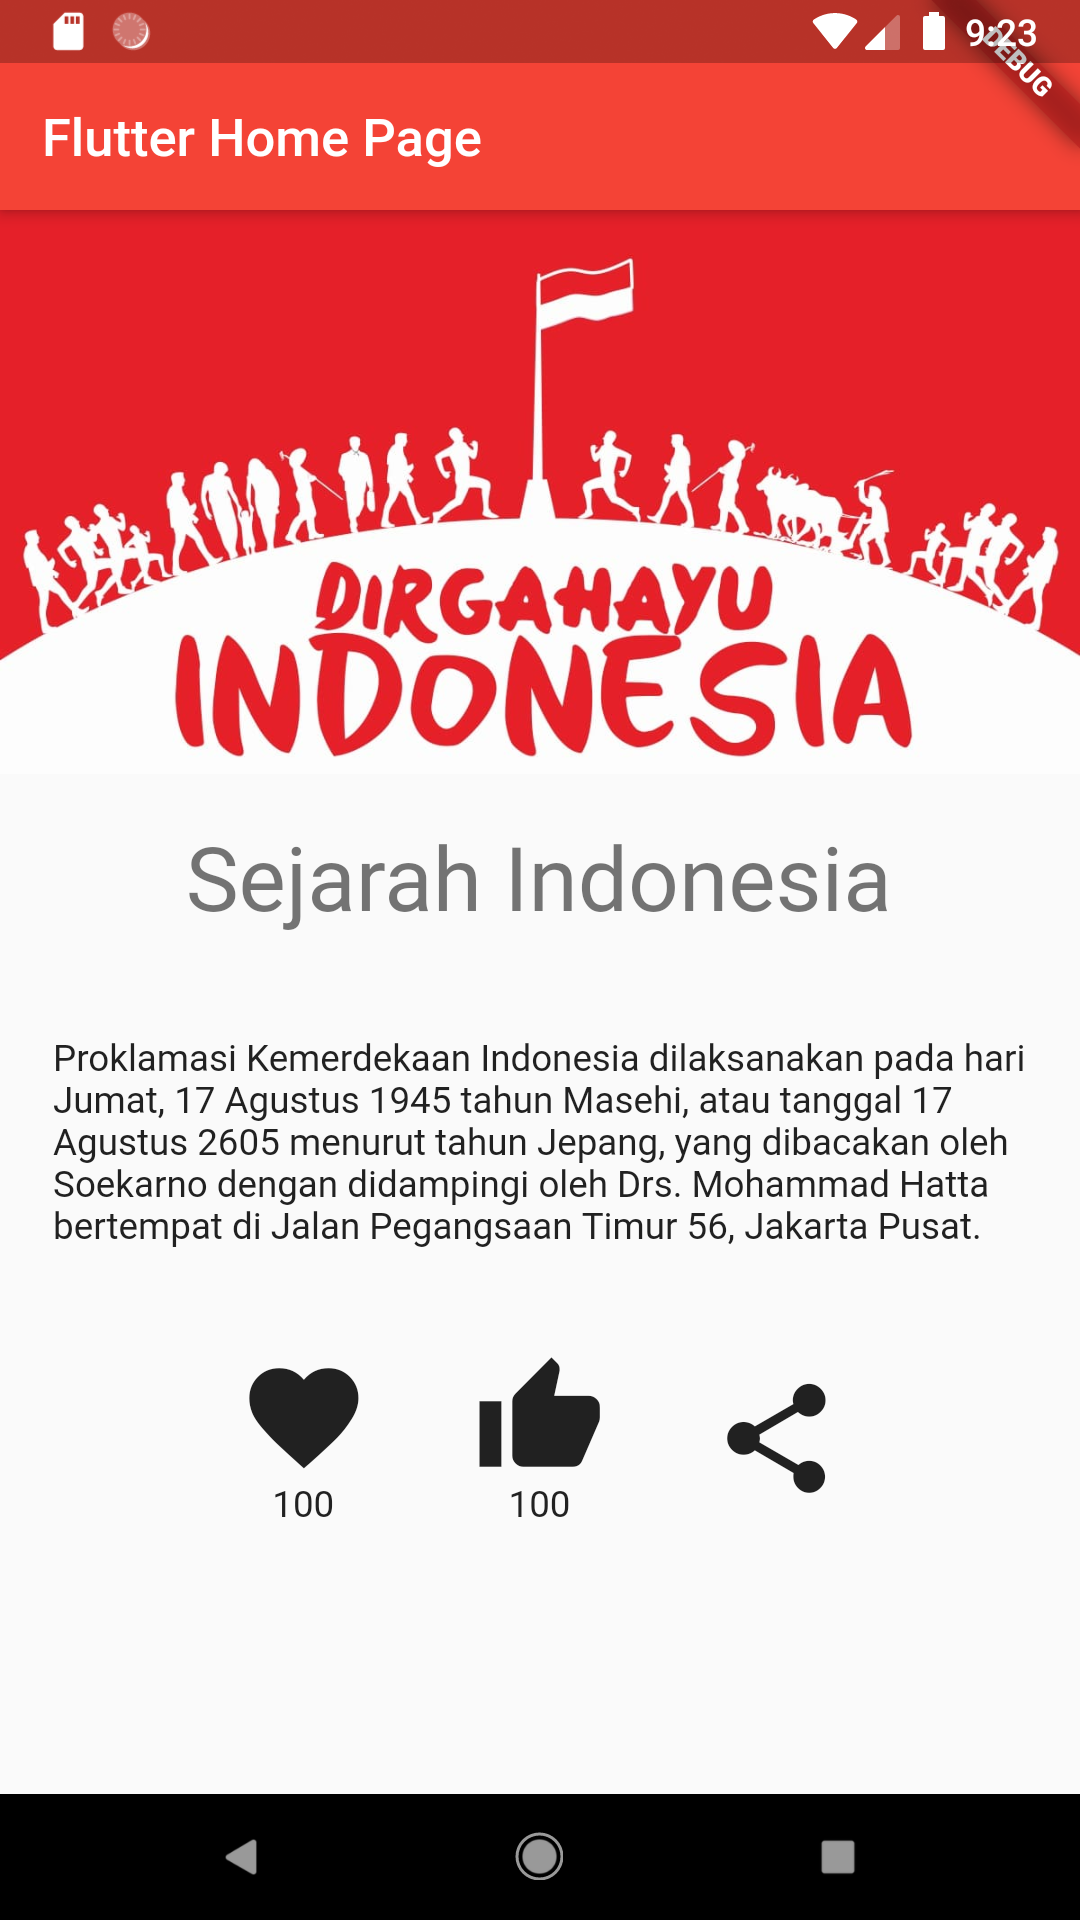 9:23
DEBUG
Flutter Home Page
DIRGAHAYU
INDONESIA
Sejarah Indonesia
Proklamasi Kemerdekaan Indonesia dilaksanakan pada hari
Jumat, 17 Agustus 1945 tahun Masehi, atau tanggal 17
Agustus 2605 menurut tahun Jepang, yang dibacakan oleh
Soekarno dengan didampingi oleh Drs. Mohammad Hatta
bertempat di Jalan Pegangsaan Timur 56, Jakarta Pusat.
100
100